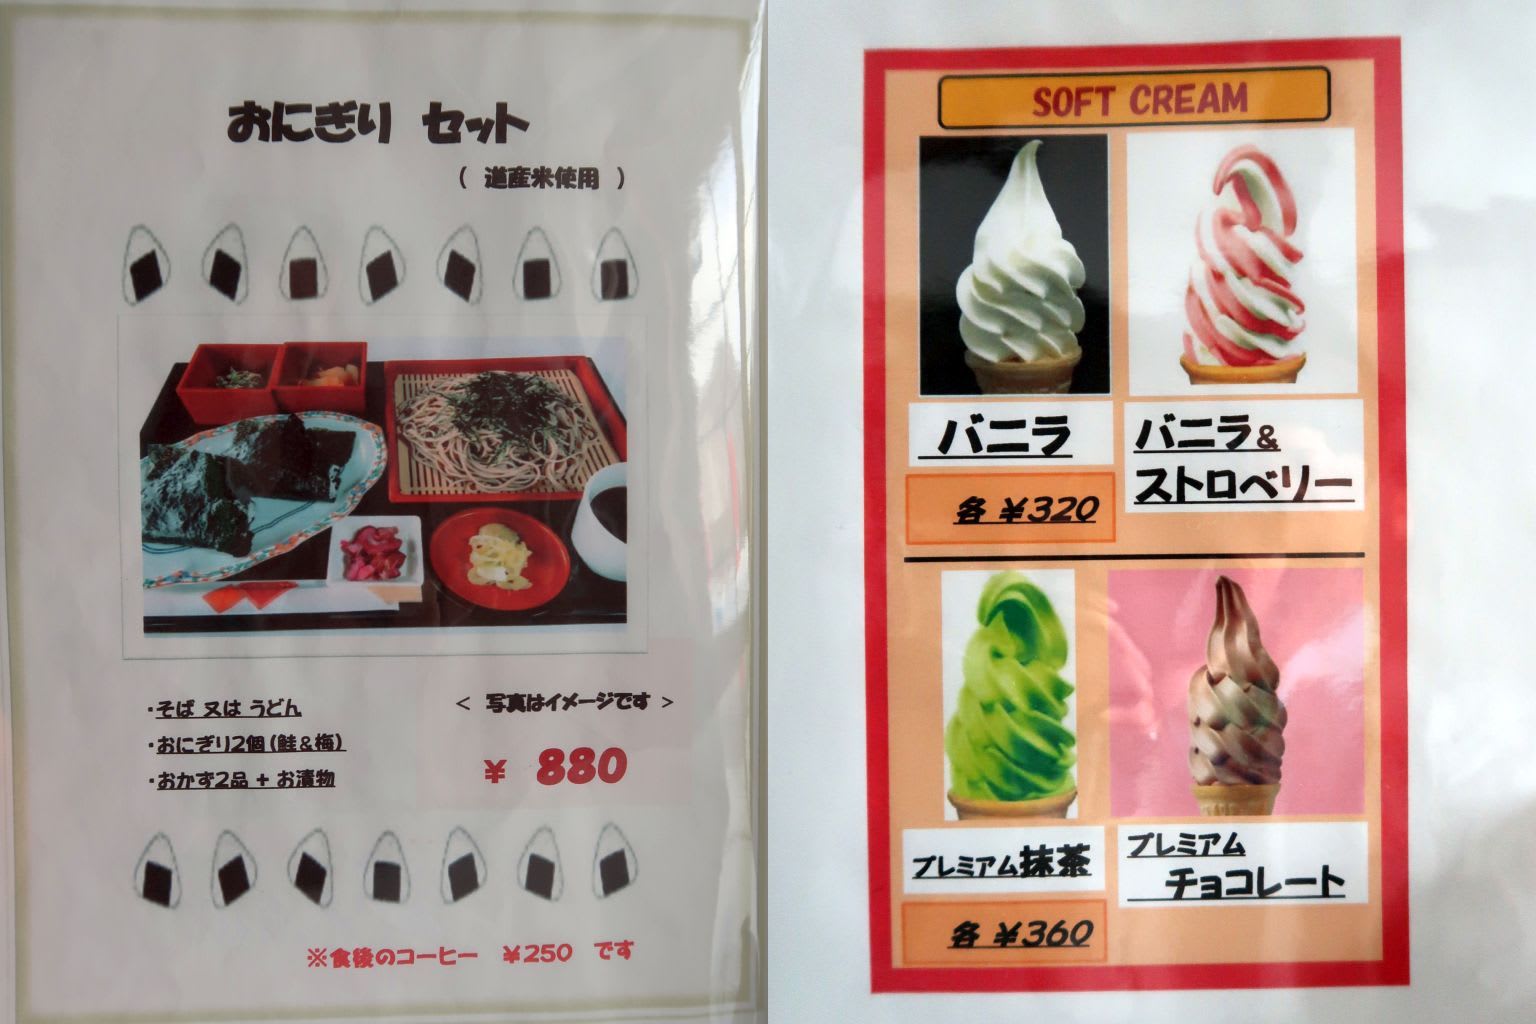 おにぎり セット
( 道産米使用 )
・そば 又は うどん
・おにぎり2個(鮭&梅)
・おかず2品 + お漬物
< 写真はイメージです >
¥ 880
※食後のコーヒー ¥250 です
SOFT CREAM
バニラ
バニラ&
ストロベリー
各 ¥320
プレミアム抹茶
プレミアム
チョコレート
各 ¥360